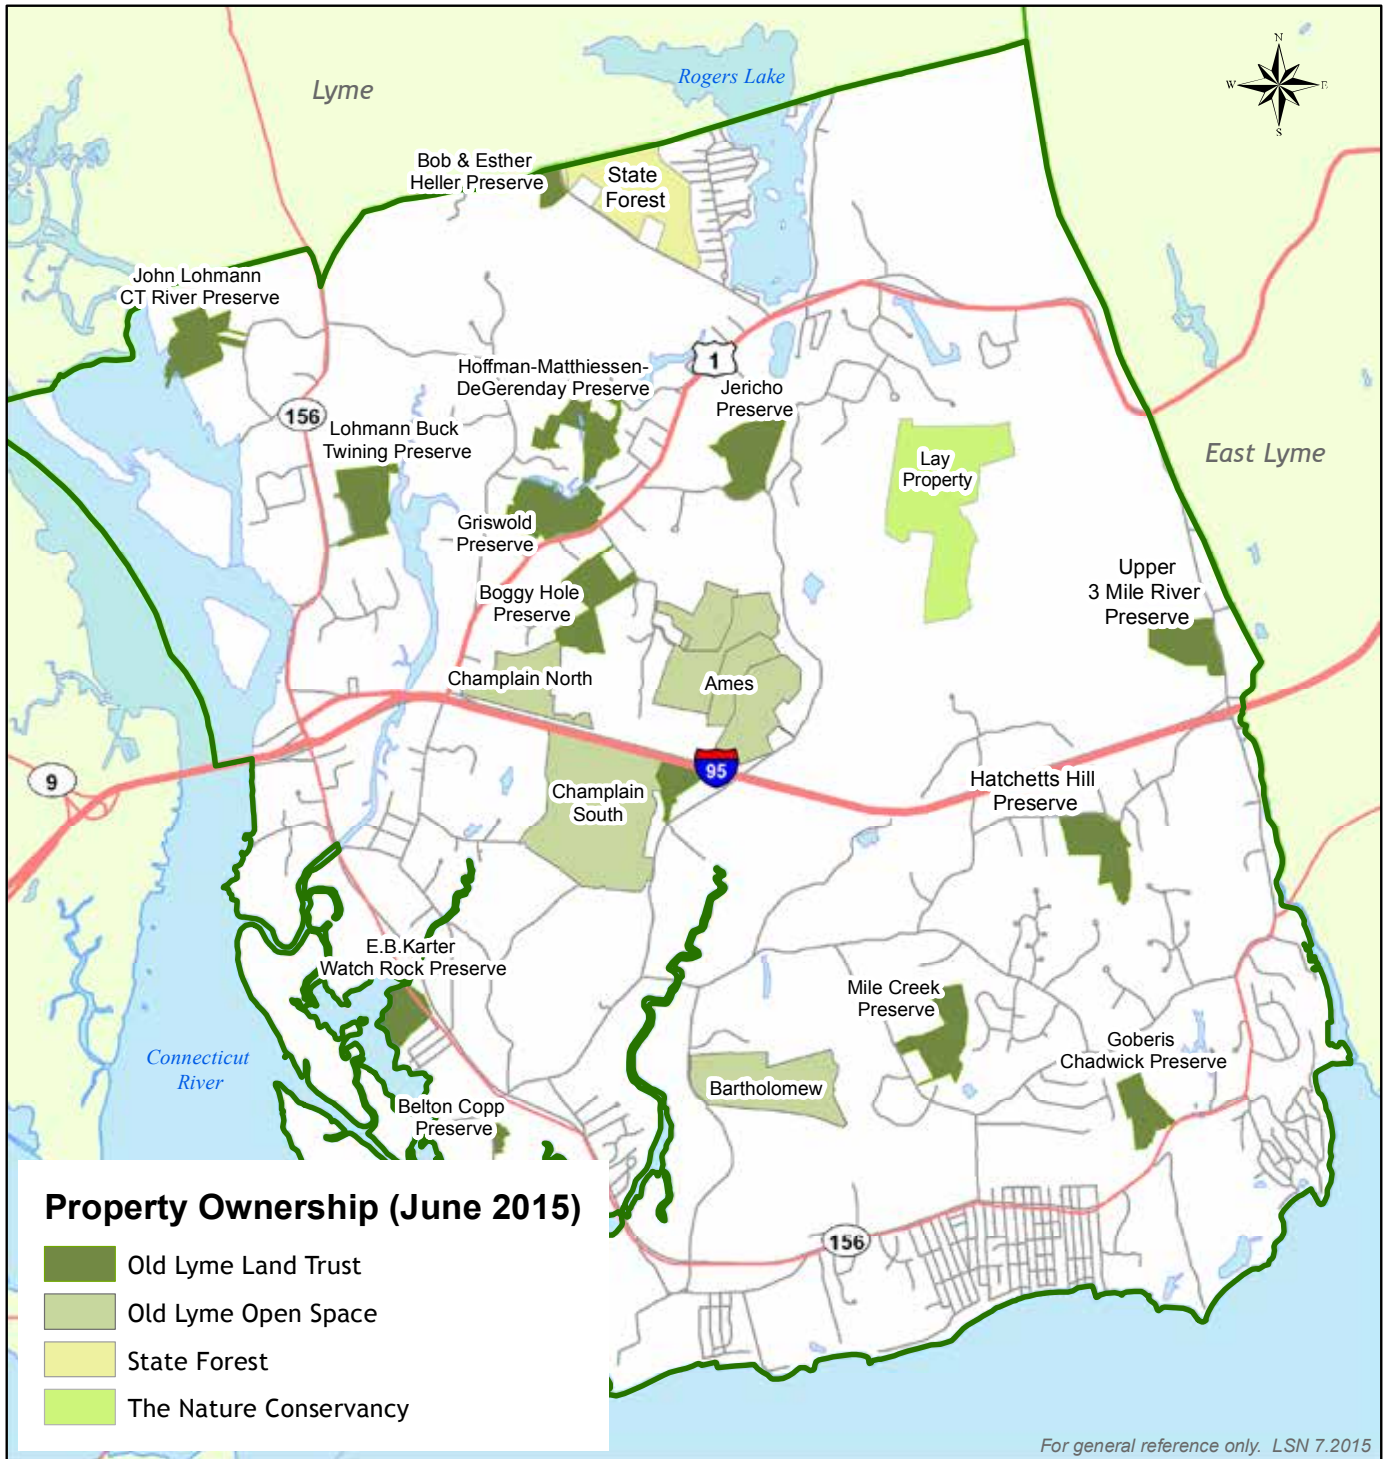 Lyme
Rogers Lake
N
W
E
S
Bob & Esther
Heller Preserve
State
Forest
John Lohmann
CT River Preserve
1
Hoffman-Matthiessen-
DeGerenday Preserve
Jericho
Preserve
156
Lohmann Buck
Twining Preserve
East Lyme
Lay
Property
Griswold
Preserve
Upper
3 Mile River
Preserve
Boggy Hole
Preserve
Champlain North
Ames
9
95
Hatchetts Hill
Preserve
Champlain
South
E.B.Karter
Watch Rock Preserve
Mile Creek
Preserve
Goberis
Chadwick Preserve
Connecticut
River
Bartholomew
Belton Copp
Preserve
156
Property Ownership (June 2015)
Old Lyme Land Trust
Old Lyme Open Space
State Forest
The Nature Conservancy
For general reference only. LSN 7.2015